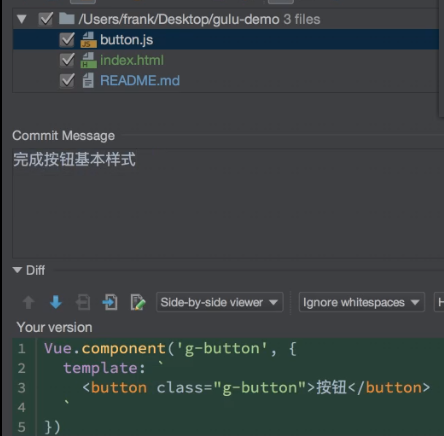 /Users/frank/Desktop/gulu-demo 3 files
button.js
index.html
README.md
Commit Message
完成按钮基本样式
Diff
Side-by-side viewer Ignore whitespaces H
Your version
1 Vue.component('g-button', {
2 template: `
3 <button class="g-button">按钮</button>
4 `
5 })